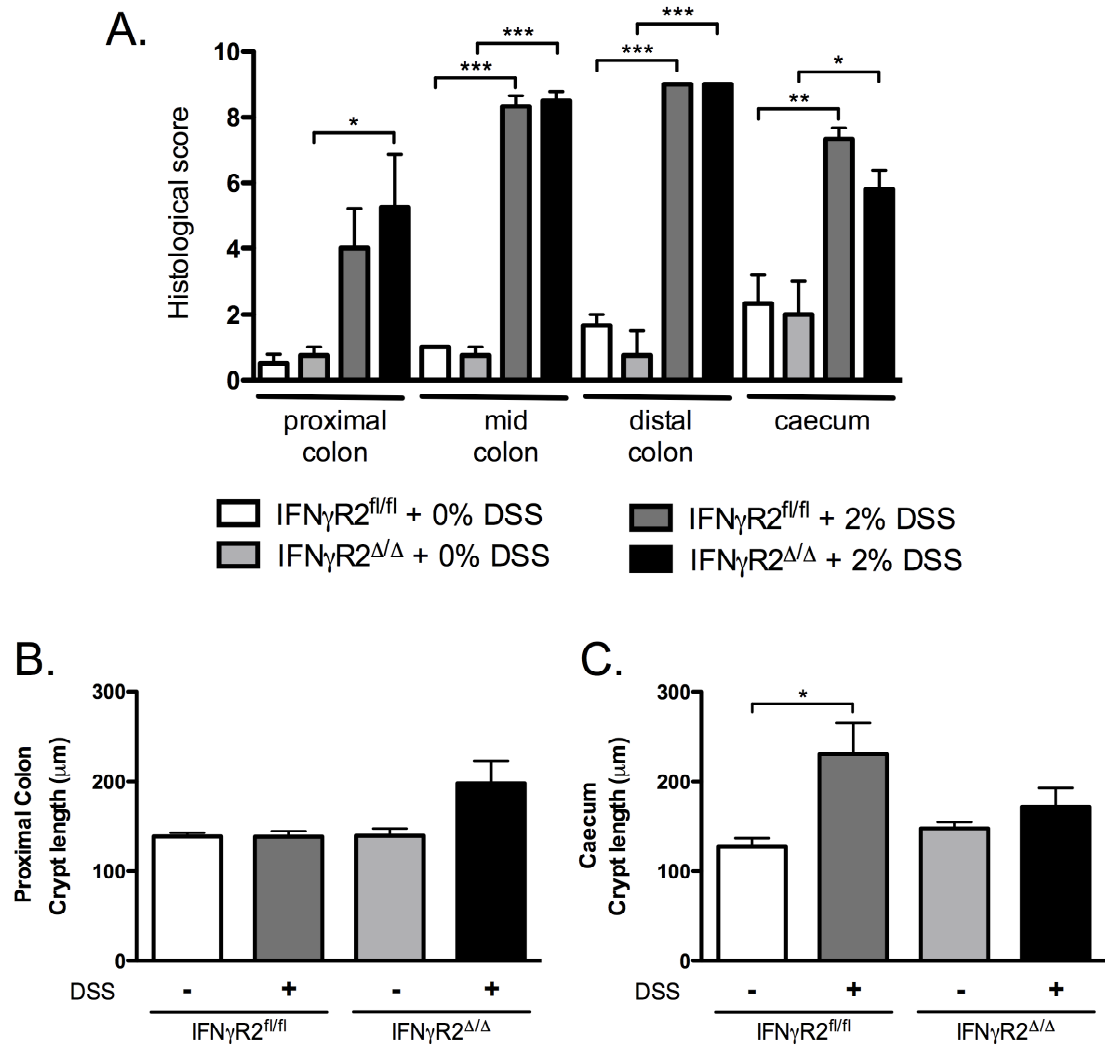 A.
Histological score
10
8
6
4
2
0
*
***
***
***
***
**
*
proximal colon
mid colon
distal colon
caecum
IFNγR2fl/fl + 0% DSS
IFNγR2Δ/Δ + 0% DSS
IFNγR2fl/fl + 2% DSS
IFNγR2Δ/Δ + 2% DSS
B.
Proximal Colon
Crypt length (μm)
300
200
100
0
DSS - + - +
IFNγR2fl/fl IFNγR2Δ/Δ
C.
Caecum
Crypt length (μm)
300
200
100
0
*
DSS - + - +
IFNγR2fl/fl IFNγR2Δ/Δ